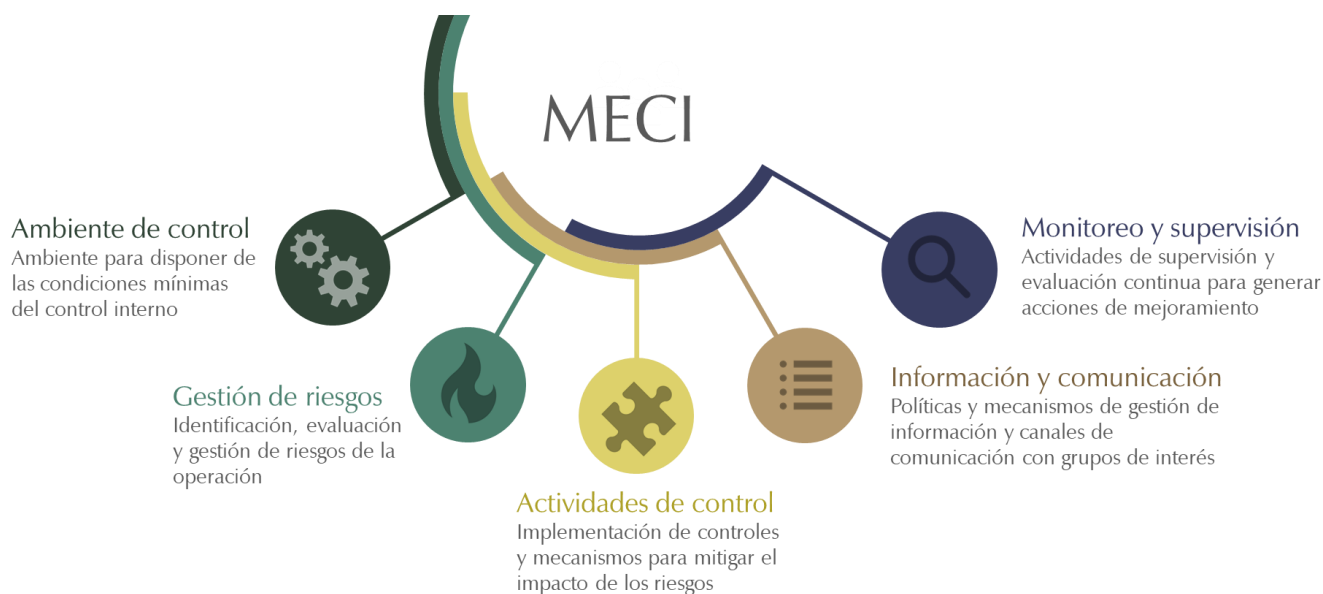 MECI
Ambiente de control
Ambiente para disponer de
las condiciones mínimas
del control interno
Gestión de riesgos
Identificación, evaluación
y gestión de riesgos de la
operación
Actividades de control
Implementación de controles
y mecanismos para mitigar el
impacto de los riesgos
Información y comunicación
Políticas y mecanismos de gestión de
información y canales de
comunicación con grupos de interés
Monitoreo y supervisión
Actividades de supervisión y
evaluación continua para generar
acciones de mejoramiento